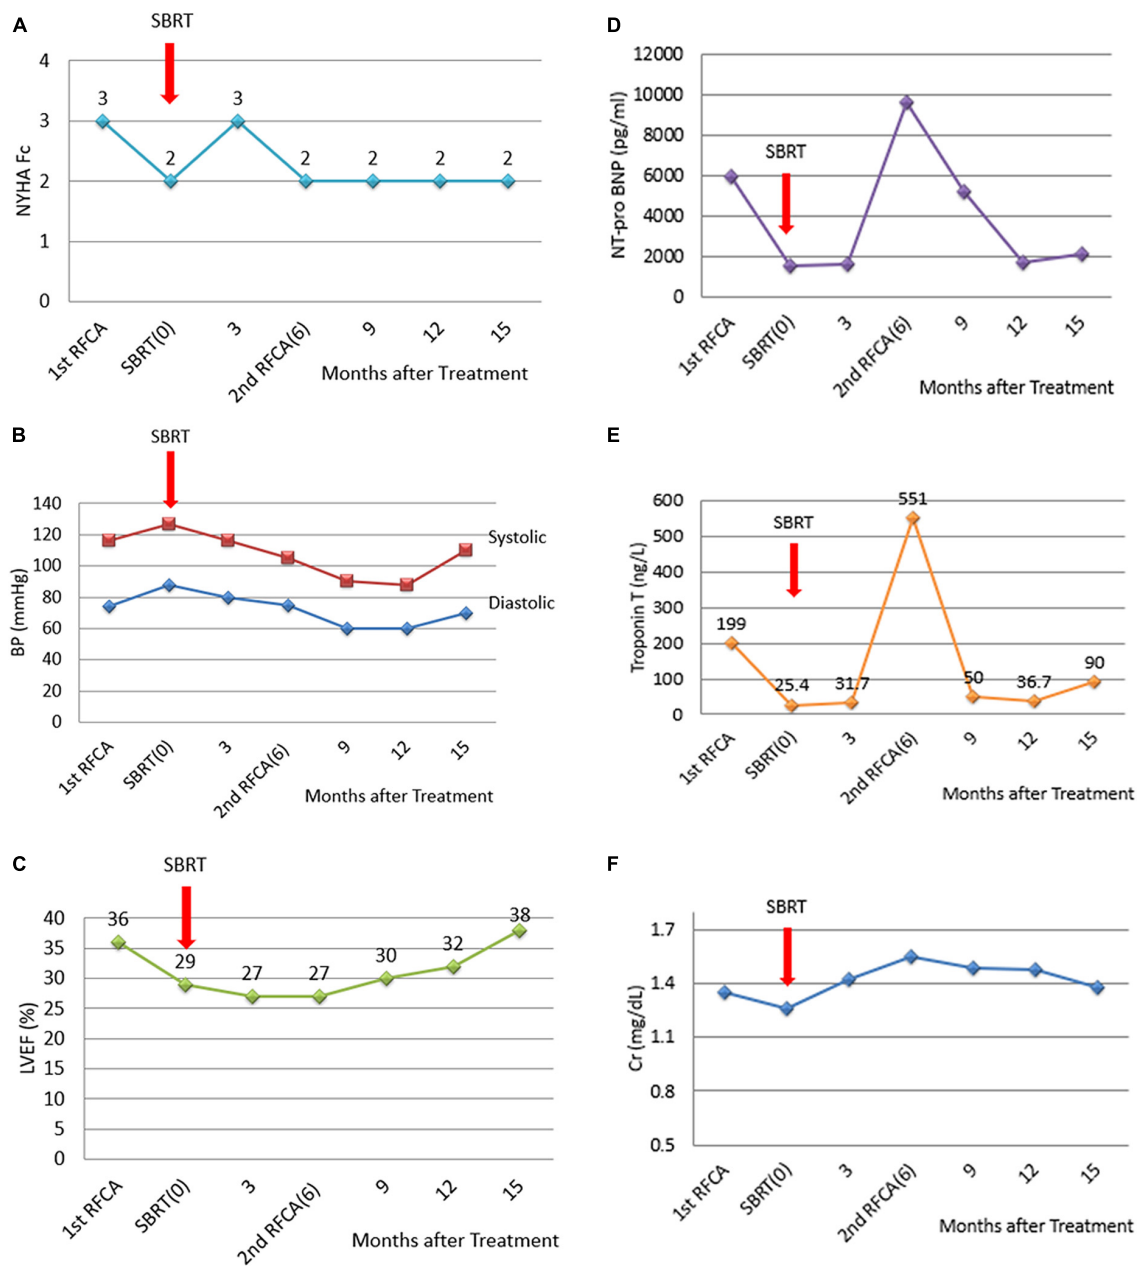 A
SBRT
NYHA Fc
4
3
2
1
0
3
2
3
2
2
2
2
1st RFCA
SBRT(0)
3
2nd RFCA(6)
9
12
15
Months after Treatment
B
SBRT
BP (mmHg)
140
120
100
80
60
40
20
0
Systolic
Diastolic
1st RFCA
SBRT(0)
3
2nd RFCA(6)
9
12
15
Months after Treatment
C
SBRT
LVEF (%)
40
35
30
25
20
15
10
5
0
36
29
27
27
30
32
38
1st RFCA
SBRT(0)
3
2nd RFCA(6)
9
12
15
Months after Treatment
D
NT-pro BNP (pg/ml)
12000
10000
8000
6000
4000
2000
0
SBRT
1st RFCA
SBRT(0)
3
2nd RFCA(6)
9
12
15
Months after Treatment
E
Troponin T (ng/L)
600
500
400
300
200
100
0
SBRT
199
25.4
31.7
551
50
36.7
90
1st RFCA
SBRT(0)
3
2nd RFCA(6)
9
12
15
Months after Treatment
F
SBRT
Cr (mg/dL)
1.7
1.4
1.1
0.8
0.5
1st RFCA
SBRT(0)
3
2nd RFCA(6)
9
12
15
Months after Treatment